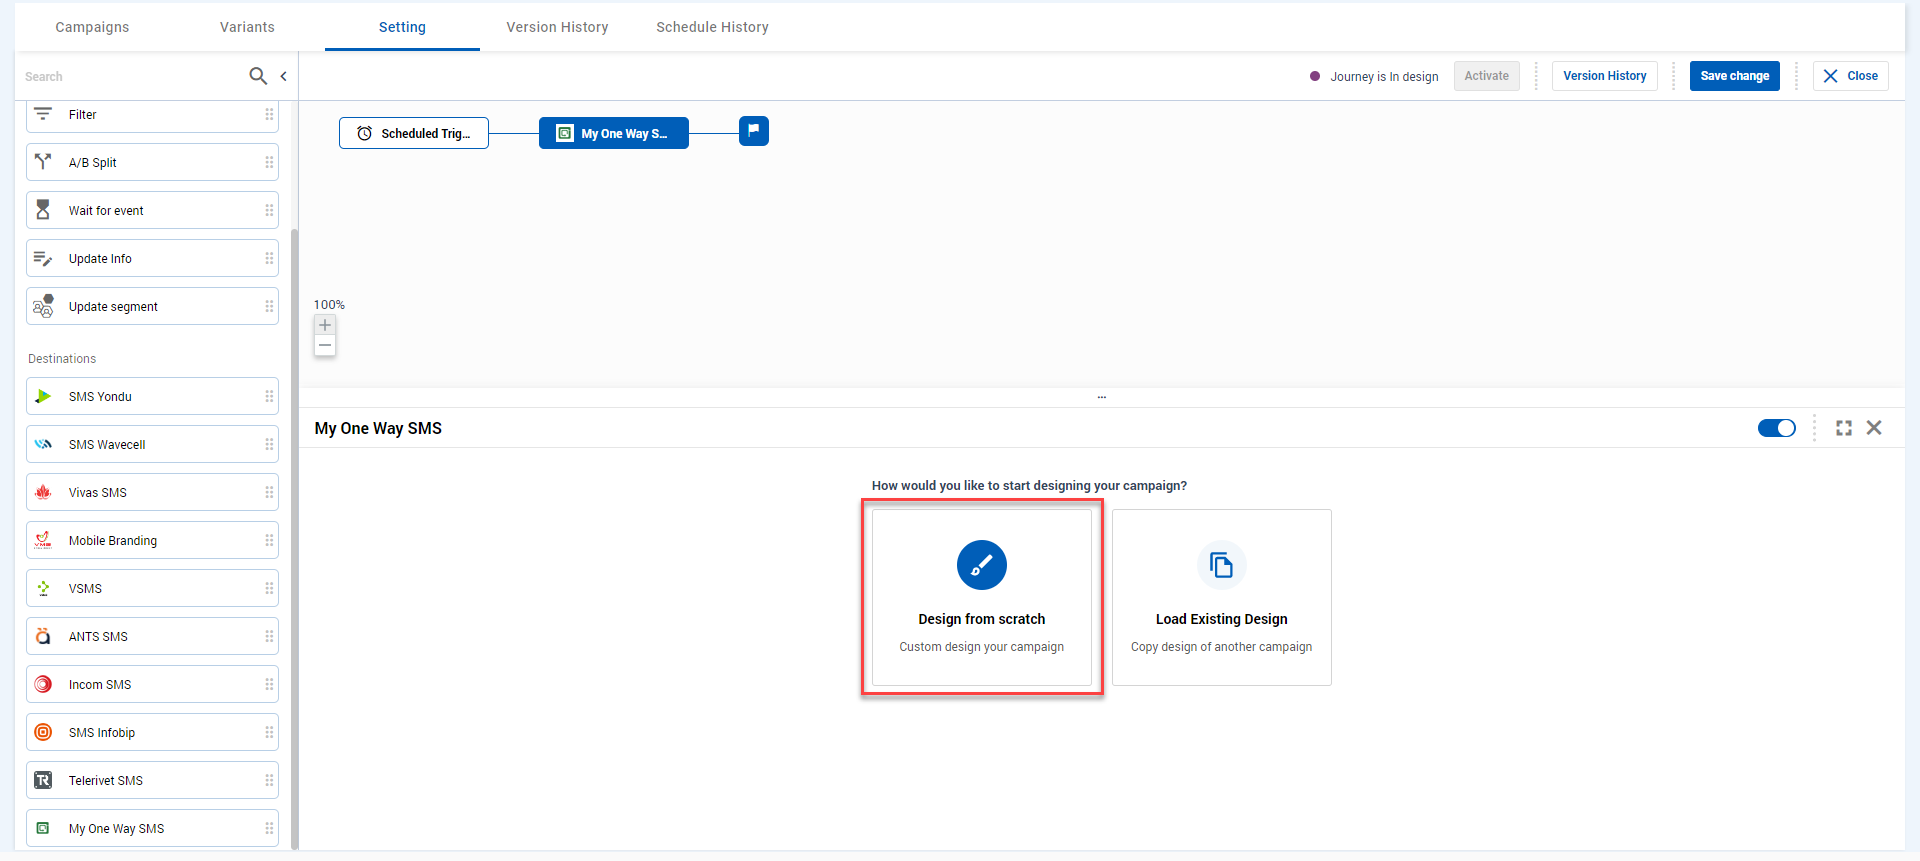 Campaigns
Variants
Setting
Version History
Schedule History
Search
Journey is In design
Activate
Version History
Save change
Close
Filter
A/B Split
Wait for event
Update Info
Update segment
Destinations
SMS Yondu
SMS Wavecell
Vivas SMS
Mobile Branding
VSMS
ANTS SMS
Incom SMS
SMS Infobip
TR
Telerivet SMS
My One Way SMS
Scheduled Trig...
My One Way S...
100%
...
My One Way SMS
How would you like to start designing your campaign?
Design from scratch
Custom design your campaign
Load Existing Design
Copy design of another campaign